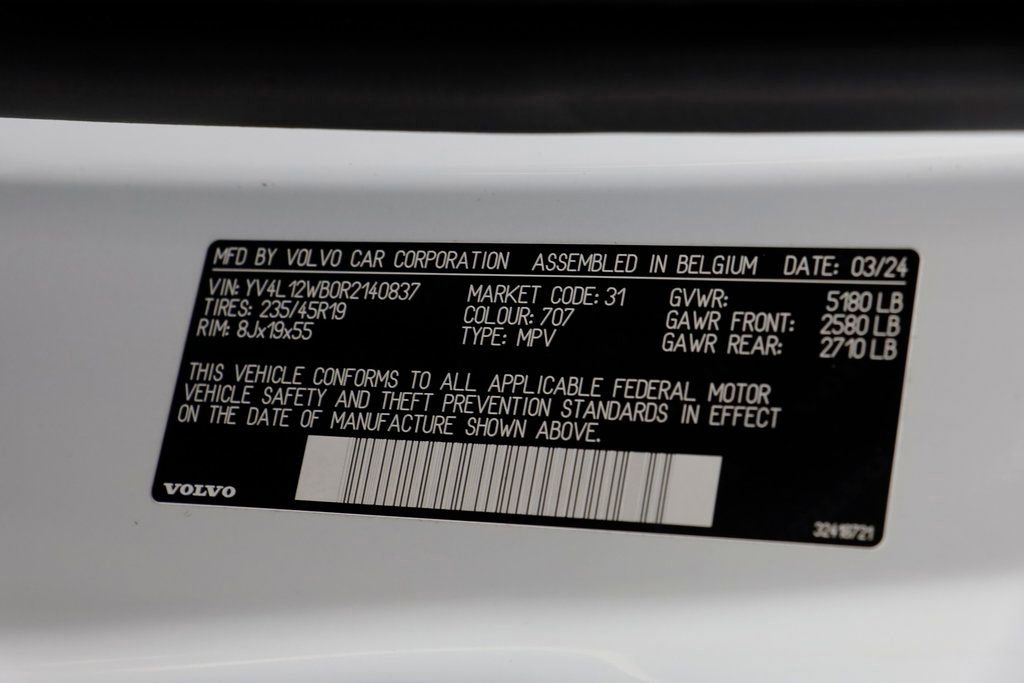 MFD BY VOLVO CAR CORPORATION ASSEMBLED IN BELGIUM DATE: 03/24
VIN: YV4L12WB0R2140837 MARKET CODE: 31 GVWR: 5180 LB
TIRES: 235/45R19 COLOUR: 707 GAWR FRONT: 2580 LB
RIM: 8Jx19x55 TYPE: MPV GAWR REAR: 2710 LB
THIS VEHICLE CONFORMS TO ALL APPLICABLE FEDERAL MOTOR
VEHICLE SAFETY AND THEFT PREVENTION STANDARDS IN EFFECT
ON THE DATE OF MANUFACTURE SHOWN ABOVE.
VOLVO